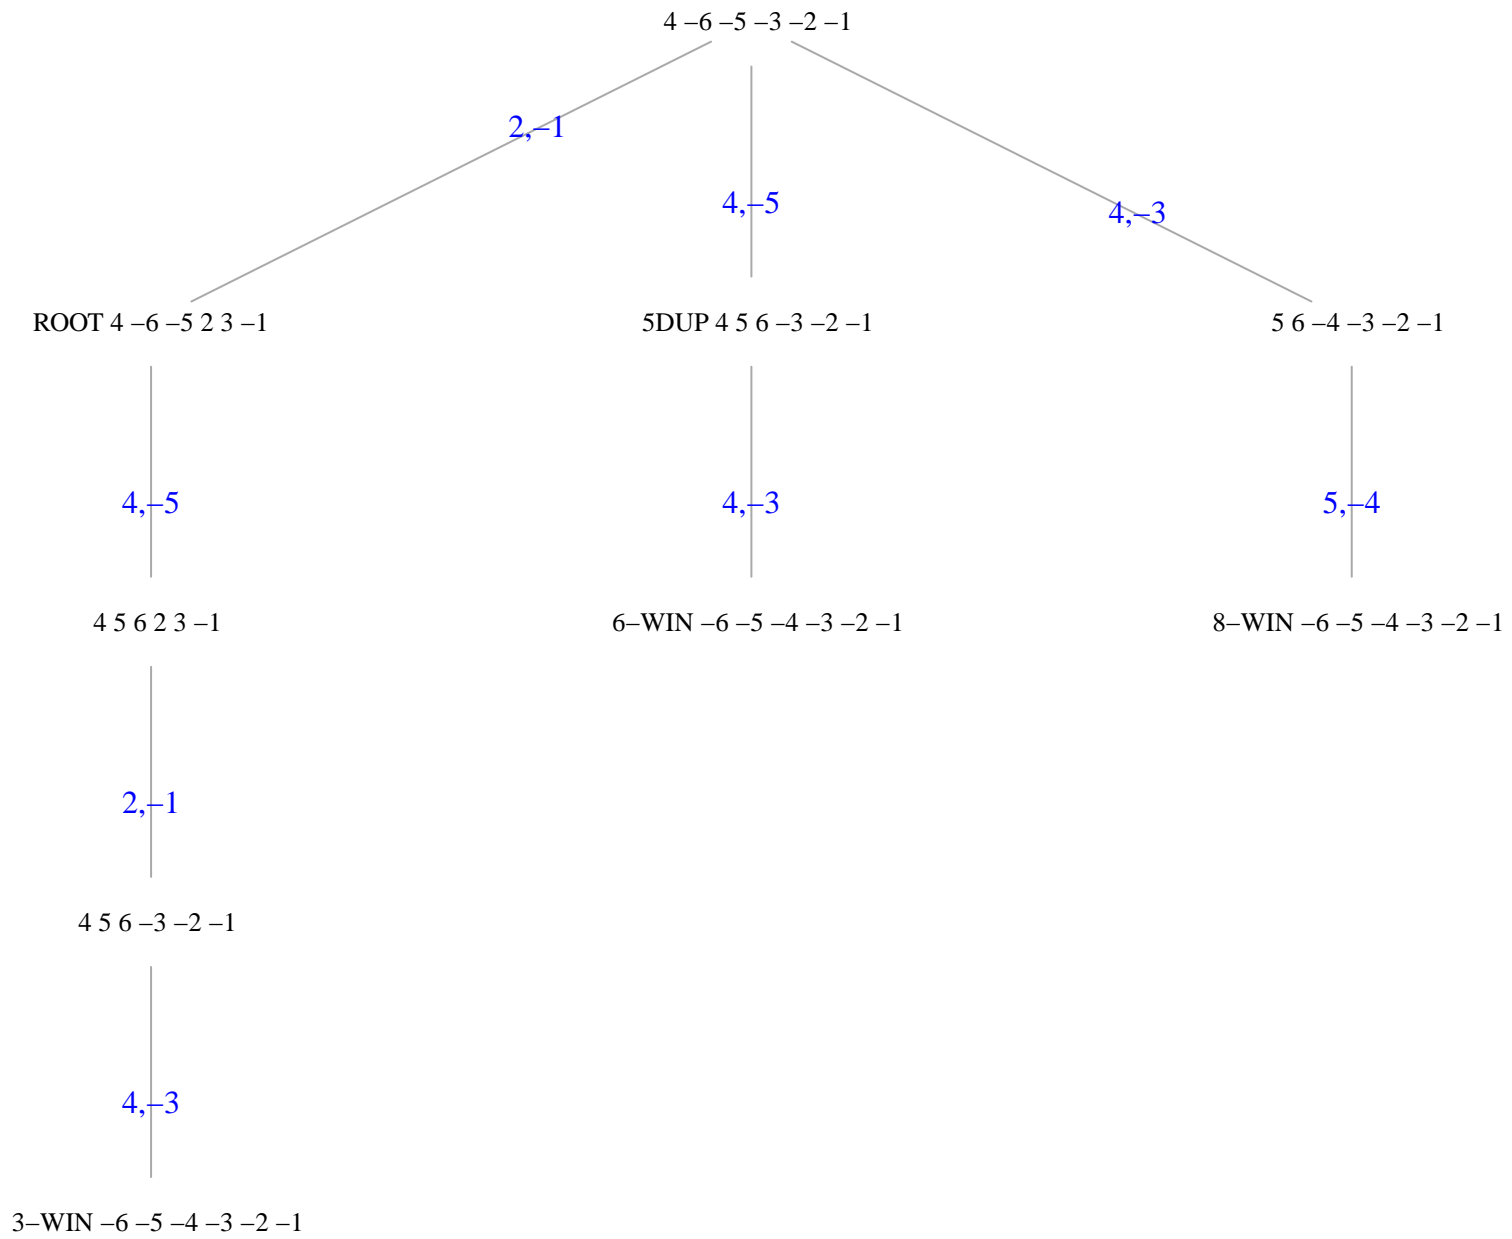 4 –6 –5 –3 –2 –1
2,–1
4,–5
4,–3
ROOT 4 –6 –5 2 3 –1
5DUP 4 5 6 –3 –2 –1
5 6 –4 –3 –2 –1
4,–5
4,–3
5,–4
4 5 6 2 3 –1
6–WIN –6 –5 –4 –3 –2 –1
8–WIN –6 –5 –4 –3 –2 –1
2,–1
4 5 6 –3 –2 –1
4,–3
3–WIN –6 –5 –4 –3 –2 –1